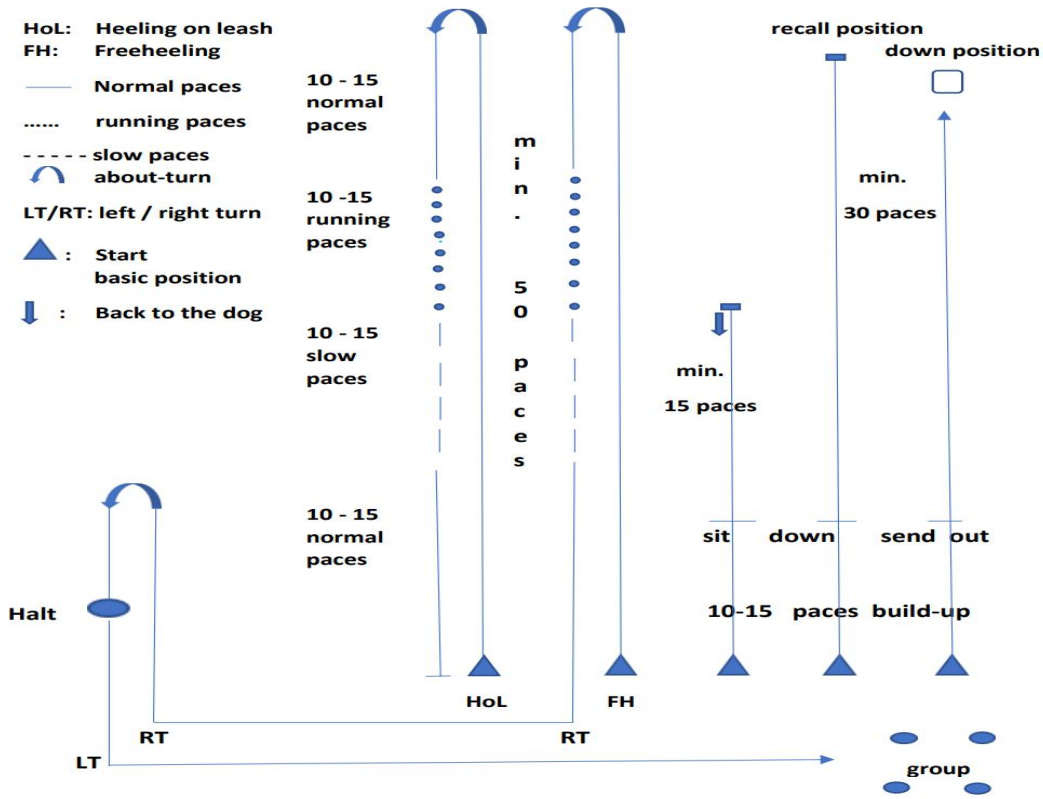 HoL: Heeling on leash
FH: Freeheeling
Normal paces
...... running paces
- - - - - slow paces
about-turn
LT/RT: left / right turn
: Start
basic position
: Back to the dog
10 - 15
normal
paces
10 -15
running
paces
10 - 15
slow
paces
10 - 15
normal
paces
min. 50 paces
recall position
down position
min.
30 paces
min.
15 paces
sit down send out
10-15 paces build-up
Halt
HoL FH
RT RT
LT
group